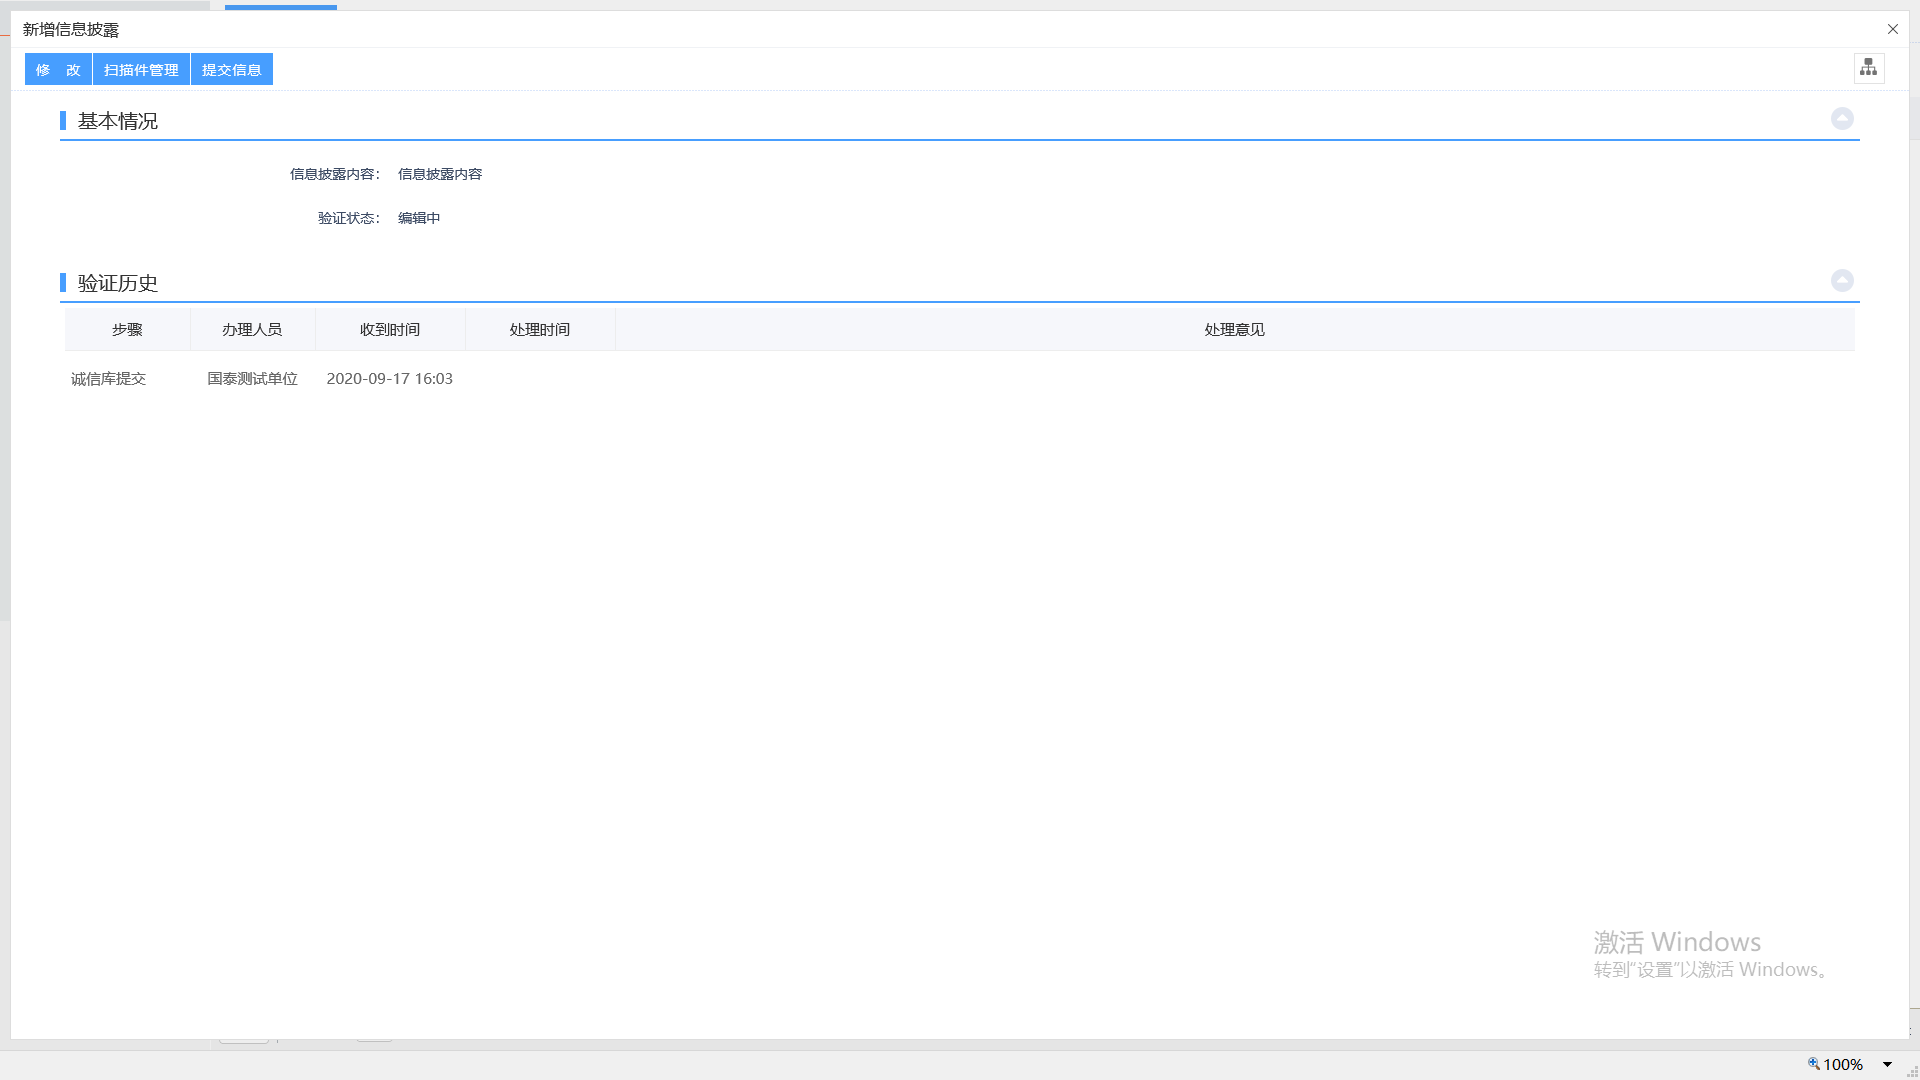 新增信息披露
修 改 扫描件管理 提交信息
基本情况
信息披露内容： 信息披露内容
验证状态： 编辑中
验证历史
步骤 办理人员 收到时间 处理时间 处理意见
诚信库提交 国泰测试单位 2020-09-17 16:03
激活 Windows
转到“设置”以激活 Windows。
100%